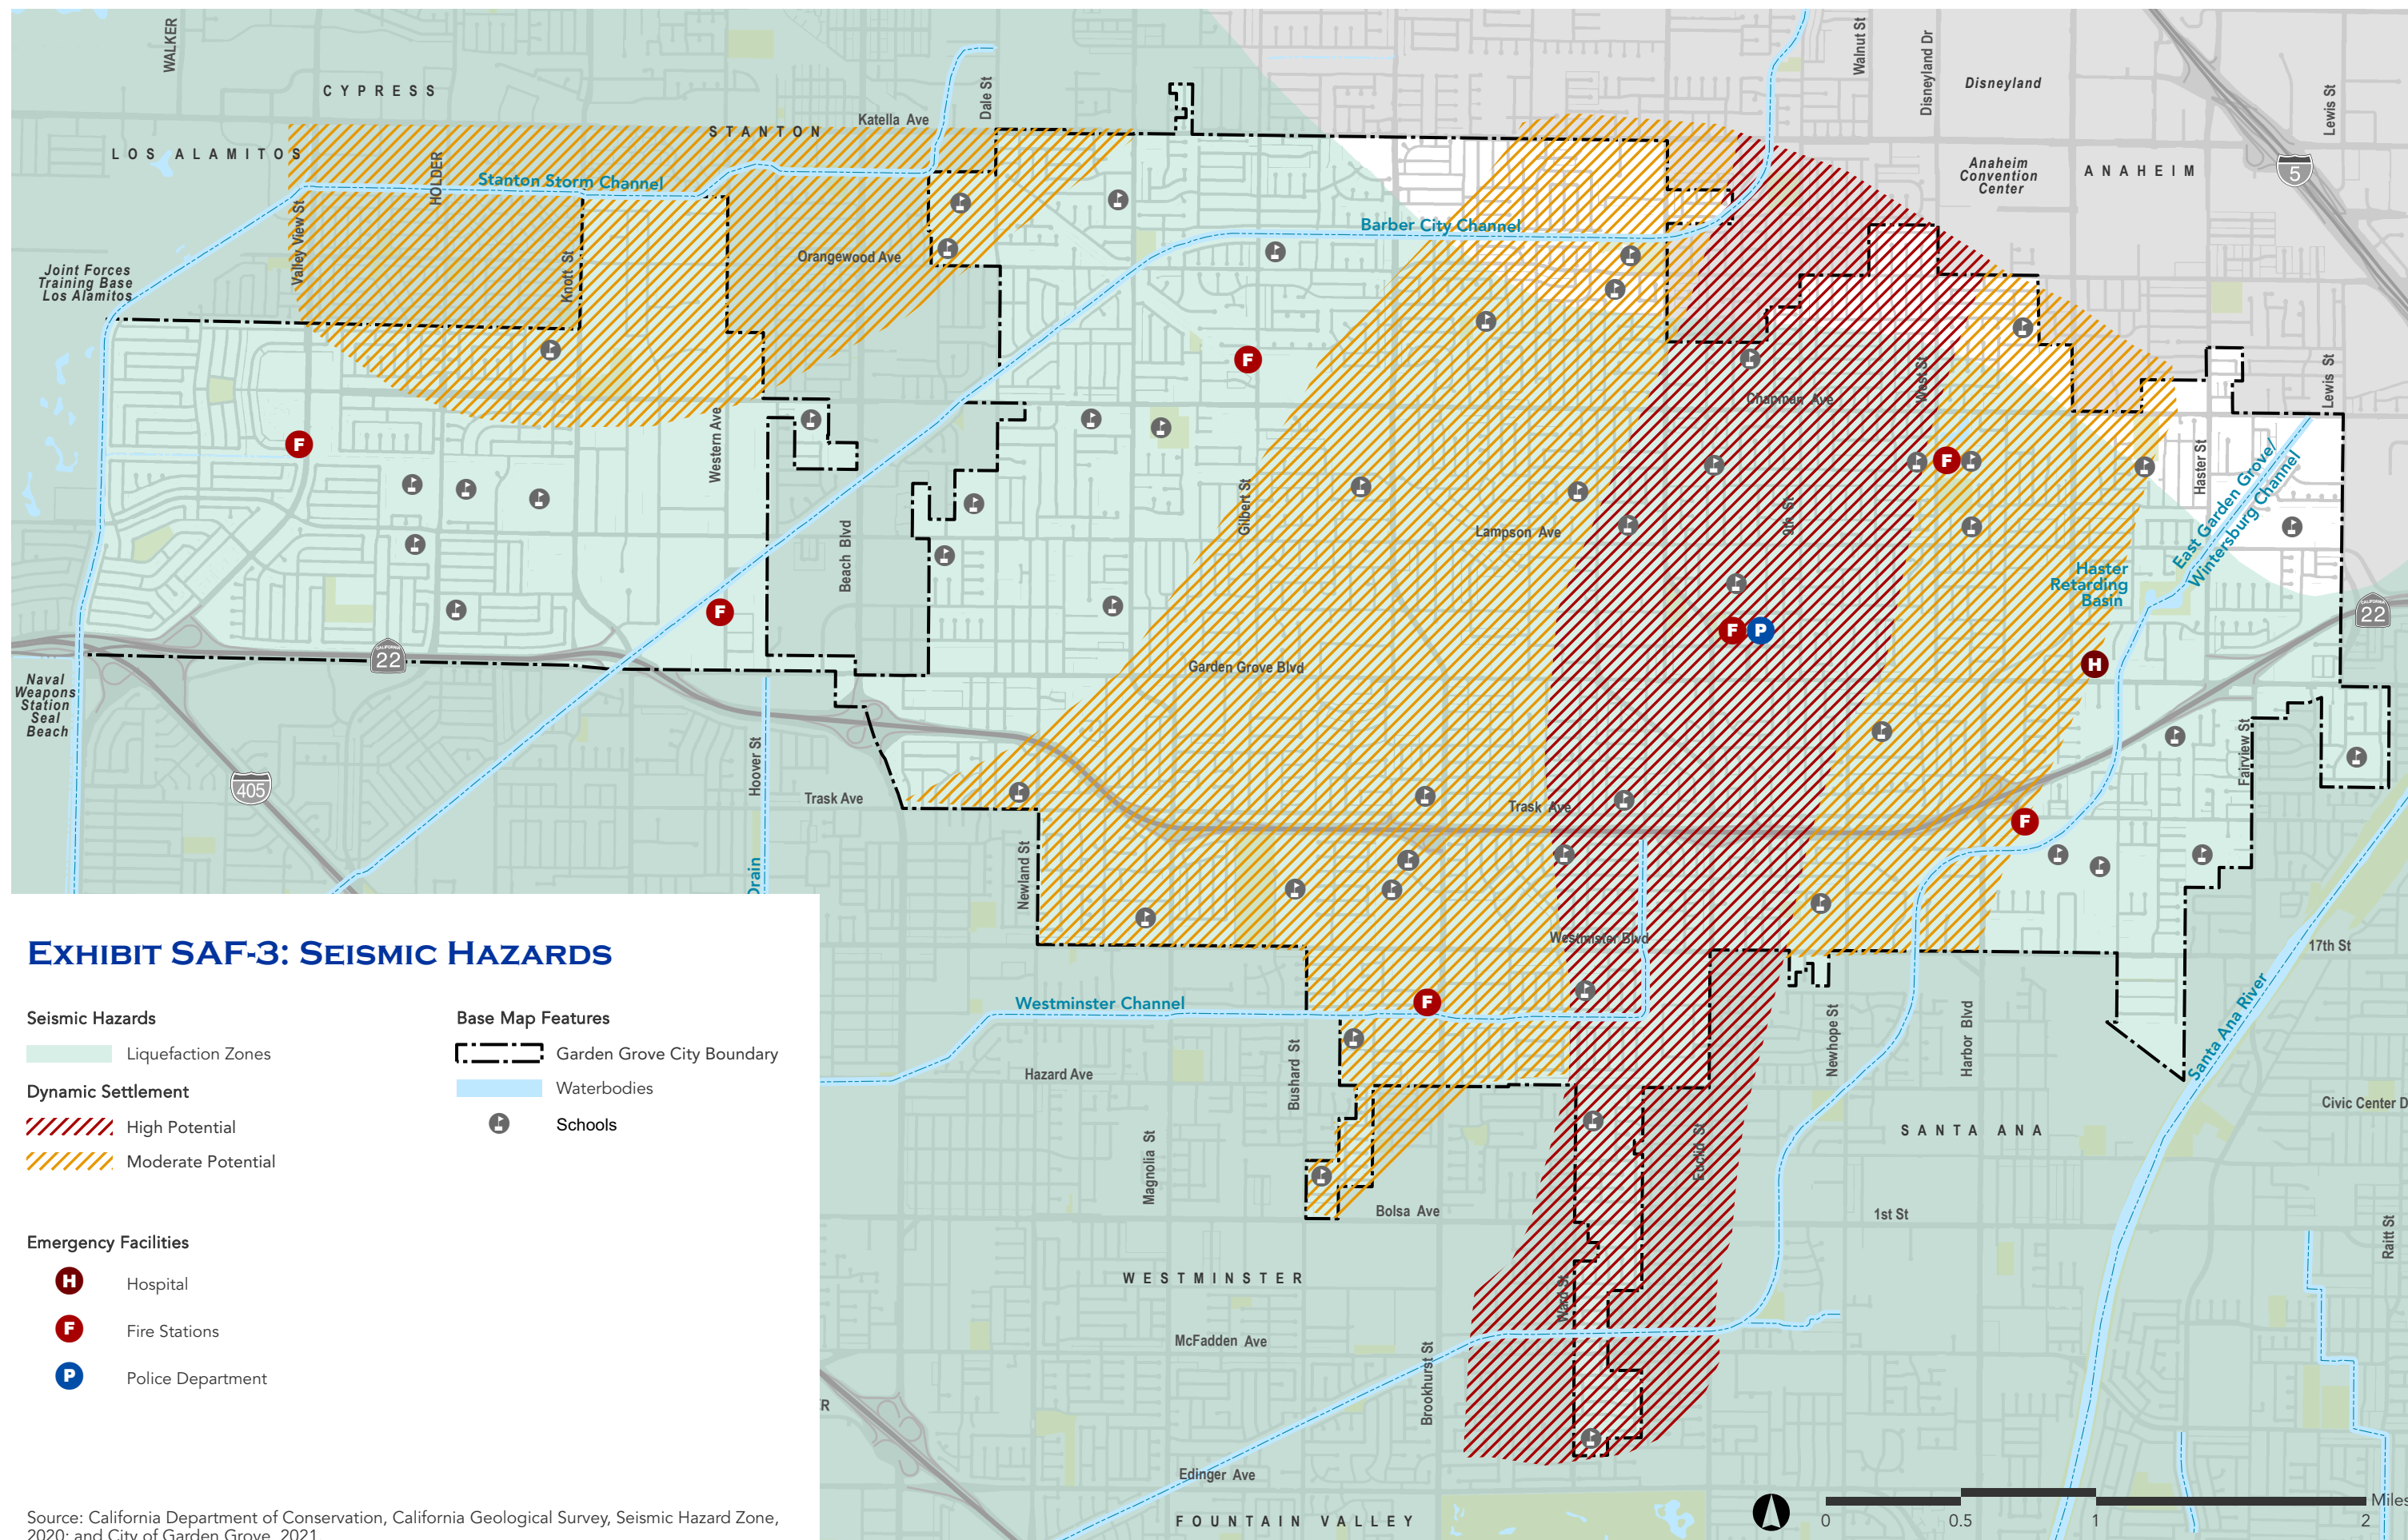 WALKER
CYPRESS
LOS ALAMITOS
STANTON
Katella Ave
Dale St
Walnut St
Disneyland Dr
Disneyland
Lewis St
Anaheim
Convention
Center
ANAHEIM
5
HOLDER
Stanton Storm Channel
Valley View St
Knott St
Orangewood Ave
Barber City Channel
Joint Forces
Training Base
Los Alamitos
F
F
Western Ave
Beach Blvd
Gilbert St
Chapman Ave
West St
Lewis St
F
Haster St
East Garden Grove/
Wintersburg Channel
Lampson Ave
9th St
Haster
Retarding
Basin
F
F
P
CALIFORNIA
22
CALIFORNIA
22
H
Garden Grove Blvd
Naval
Weapons
Station
Seal
Beach
405
Hoover St
Trask Ave
Trask Ave
Fairview St
F
Drain
Newland St
Westminster Blvd
17th St
Westminster Channel
F
Santa Ana River
Hazard Ave
Bushard St
Newhope St
Harbor Blvd
Civic Center D
Magnolia St
Euclid St
SANTA ANA
Bolsa Ave
1st St
Raitt St
WESTMINSTER
Ward St
McFadden Ave
Brookhurst St
R
Edinger Ave
FOUNTAIN VALLEY
0 0.5 1 2
Miles
EXHIBIT SAF-3: SEISMIC HAZARDS
Seismic Hazards
Liquefaction Zones
Dynamic Settlement
High Potential
Moderate Potential
Base Map Features
Garden Grove City Boundary
Waterbodies
Schools
Emergency Facilities
H Hospital
F Fire Stations
P Police Department
Source: California Department of Conservation, California Geological Survey, Seismic Hazard Zone,
2020; and City of Garden Grove, 2021